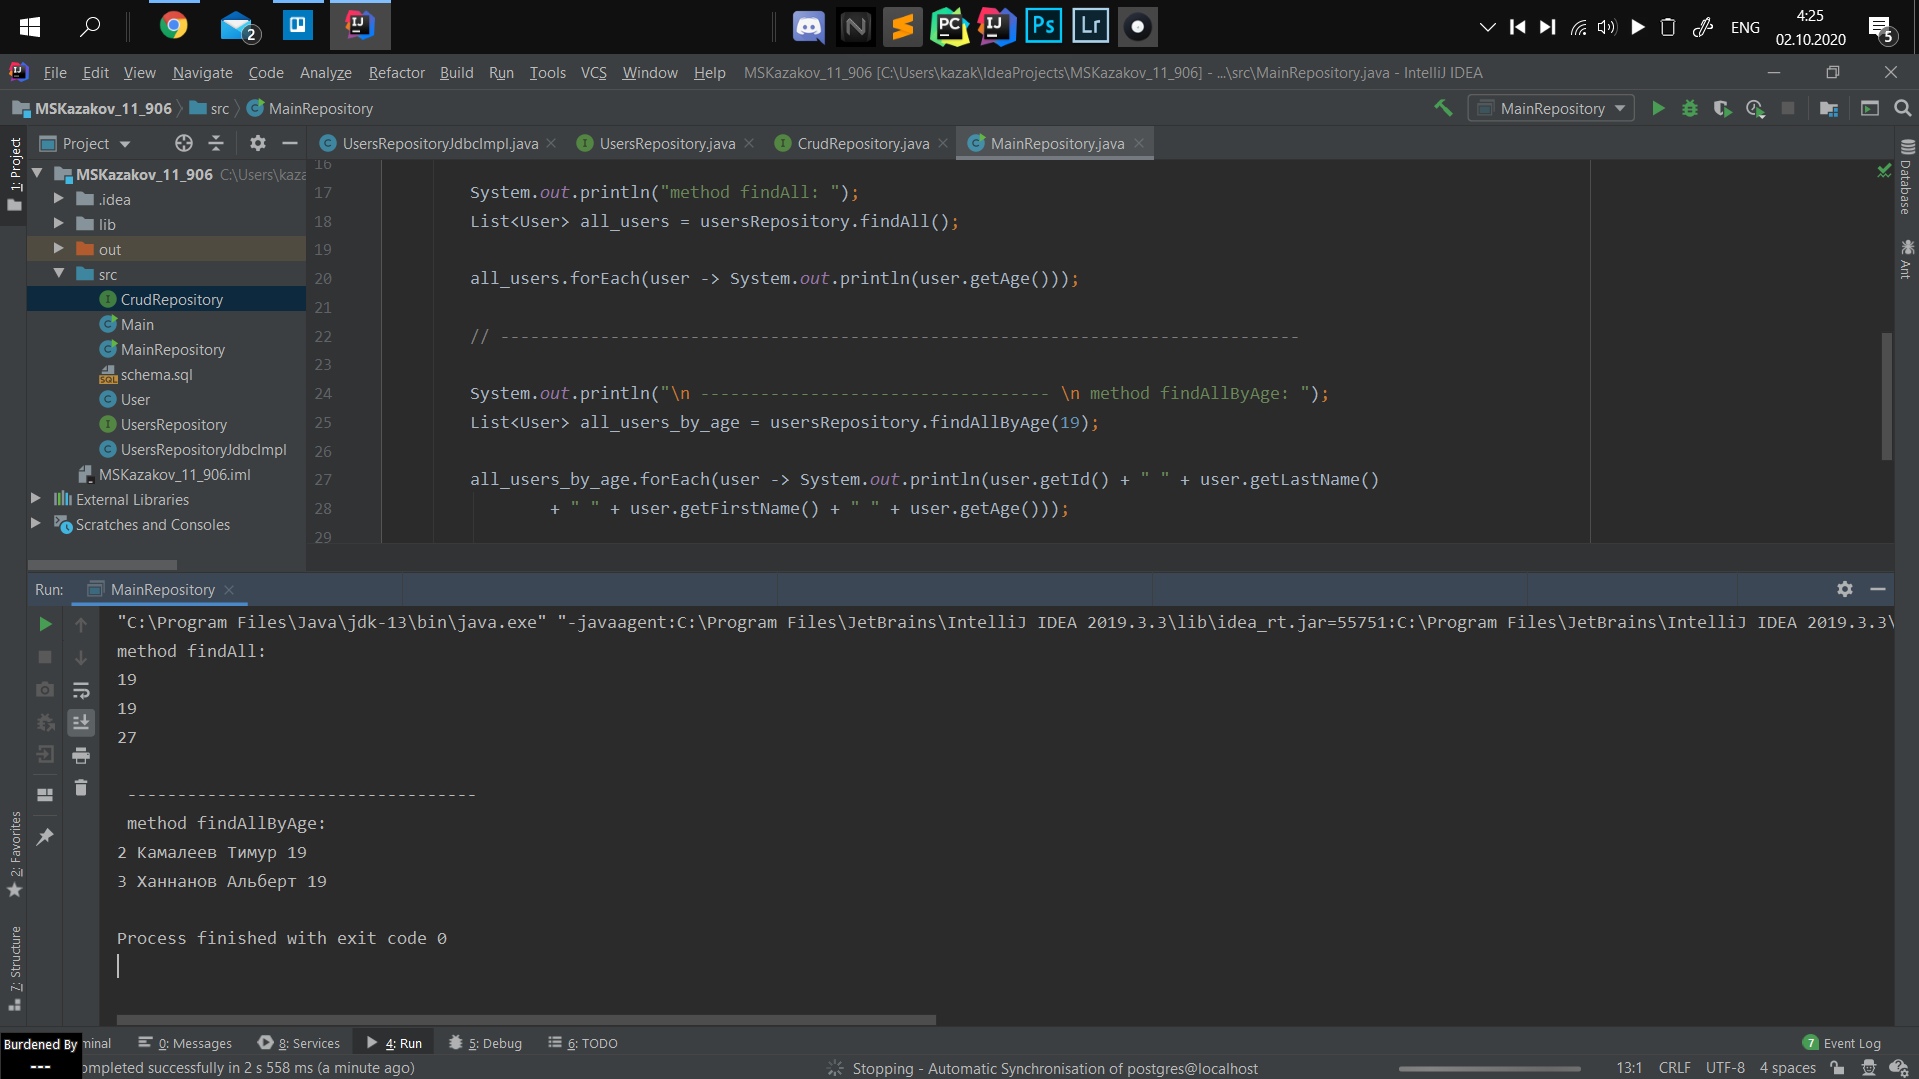 2
PC
IJ
Ps
Lr
ENG
4:25
02.10.2020
5
File Edit View Navigate Code Analyze Refactor Build Run Tools VCS Window Help MSKazakov_11_906 [C:\Users\kazak\IdeaProjects\MSKazakov_11_906] - ...\src\MainRepository.java - IntelliJ IDEA
MSKazakov_11_906 src MainRepository
MainRepository
1: Project
Project
UsersRepositoryJdbcImpl.java
UsersRepository.java
CrudRepository.java
MainRepository.java
MSKazakov_11_906 C:\Users\kaza
.idea
lib
out
src
CrudRepository
Main
MainRepository
schema.sql
User
UsersRepository
UsersRepositoryJdbcImpl
MSKazakov_11_906.iml
External Libraries
Scratches and Consoles
16
17 System.out.println("method findAll: ");
18 List<User> all_users = usersRepository.findAll();
19
20 all_users.forEach(user -> System.out.println(user.getAge()));
21
22 // --------------------------------------------------------------------------------
23
24 System.out.println("\n ----------------------------------- \n method findAllByAge: ");
25 List<User> all_users_by_age = usersRepository.findAllByAge(19);
26
27 all_users_by_age.forEach(user -> System.out.println(user.getId() + " " + user.getLastName()
28 + " " + user.getFirstName() + " " + user.getAge()));
29
Database
Ant
Run: MainRepository
"C:\Program Files\Java\jdk-13\bin\java.exe" "-javaagent:C:\Program Files\JetBrains\IntelliJ IDEA 2019.3.3\lib\idea_rt.jar=55751:C:\Program Files\JetBrains\IntelliJ IDEA 2019.3.3\
method findAll:
19
19
27
-----------------------------------
method findAllByAge:
2 Камалеев Тимур 19
3 Ханнанов Альберт 19
Process finished with exit code 0
2: Favorites
7: Structure
Burdened By
---
minal
0: Messages
8: Services
4: Run
5: Debug
6: TODO
7 Event Log
ompleted successfully in 2 s 558 ms (a minute ago)
Stopping - Automatic Synchronisation of postgres@localhost
13:1 CRLF UTF-8 4 spaces